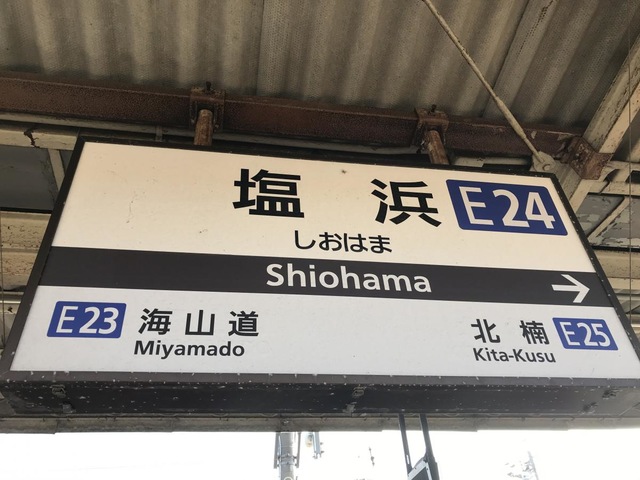 塩浜 E24
しおはま
Shiohama
E23 海山道
Miyamado
北楠 E25
Kita-Kusu